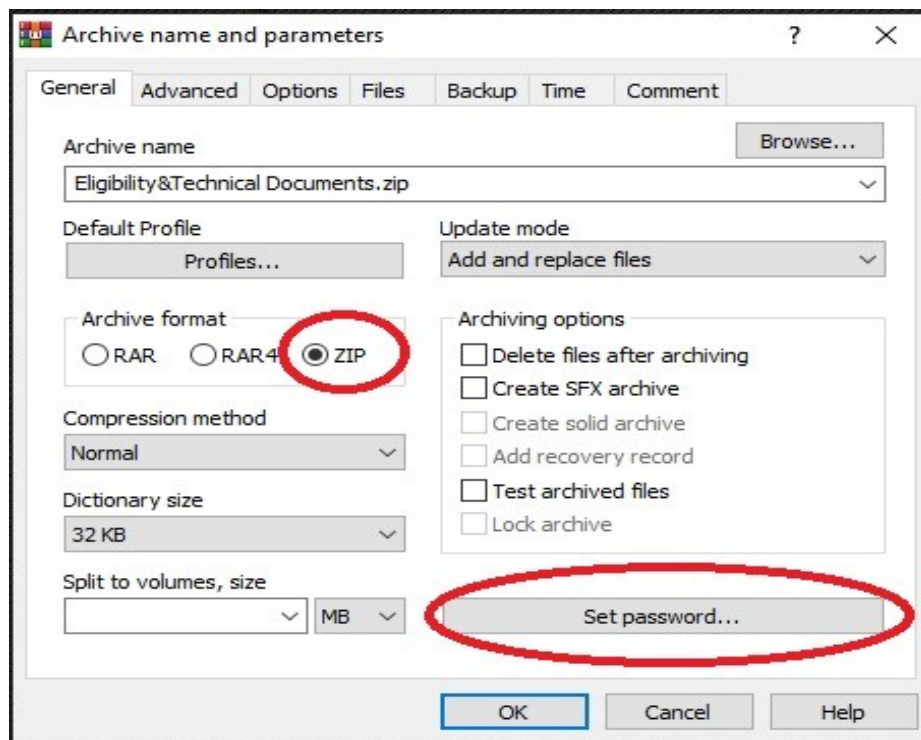 Archive name and parameters
?
General Advanced Options Files Backup Time Comment
Archive name
Browse...
Eligibility&Technical Documents.zip
Default Profile
Profiles...
Update mode
Add and replace files
Archive format
RAR RAR4 ZIP
Compression method
Normal
Dictionary size
32 KB
Split to volumes, size
MB
Archiving options
Delete files after archiving
Create SFX archive
Create solid archive
Add recovery record
Test archived files
Lock archive
Set password...
OK Cancel Help